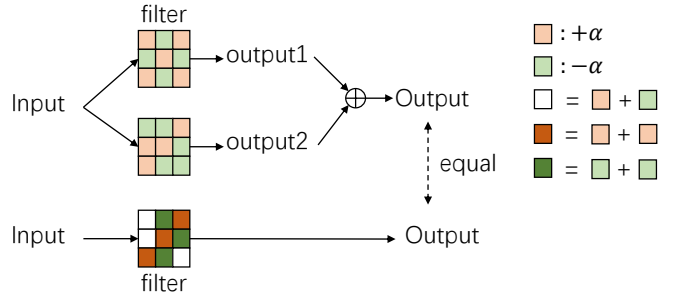 filter
Input
output1
output2
Output
equal
Input
Output
filter
: +α
: −α
= +
= +
= +